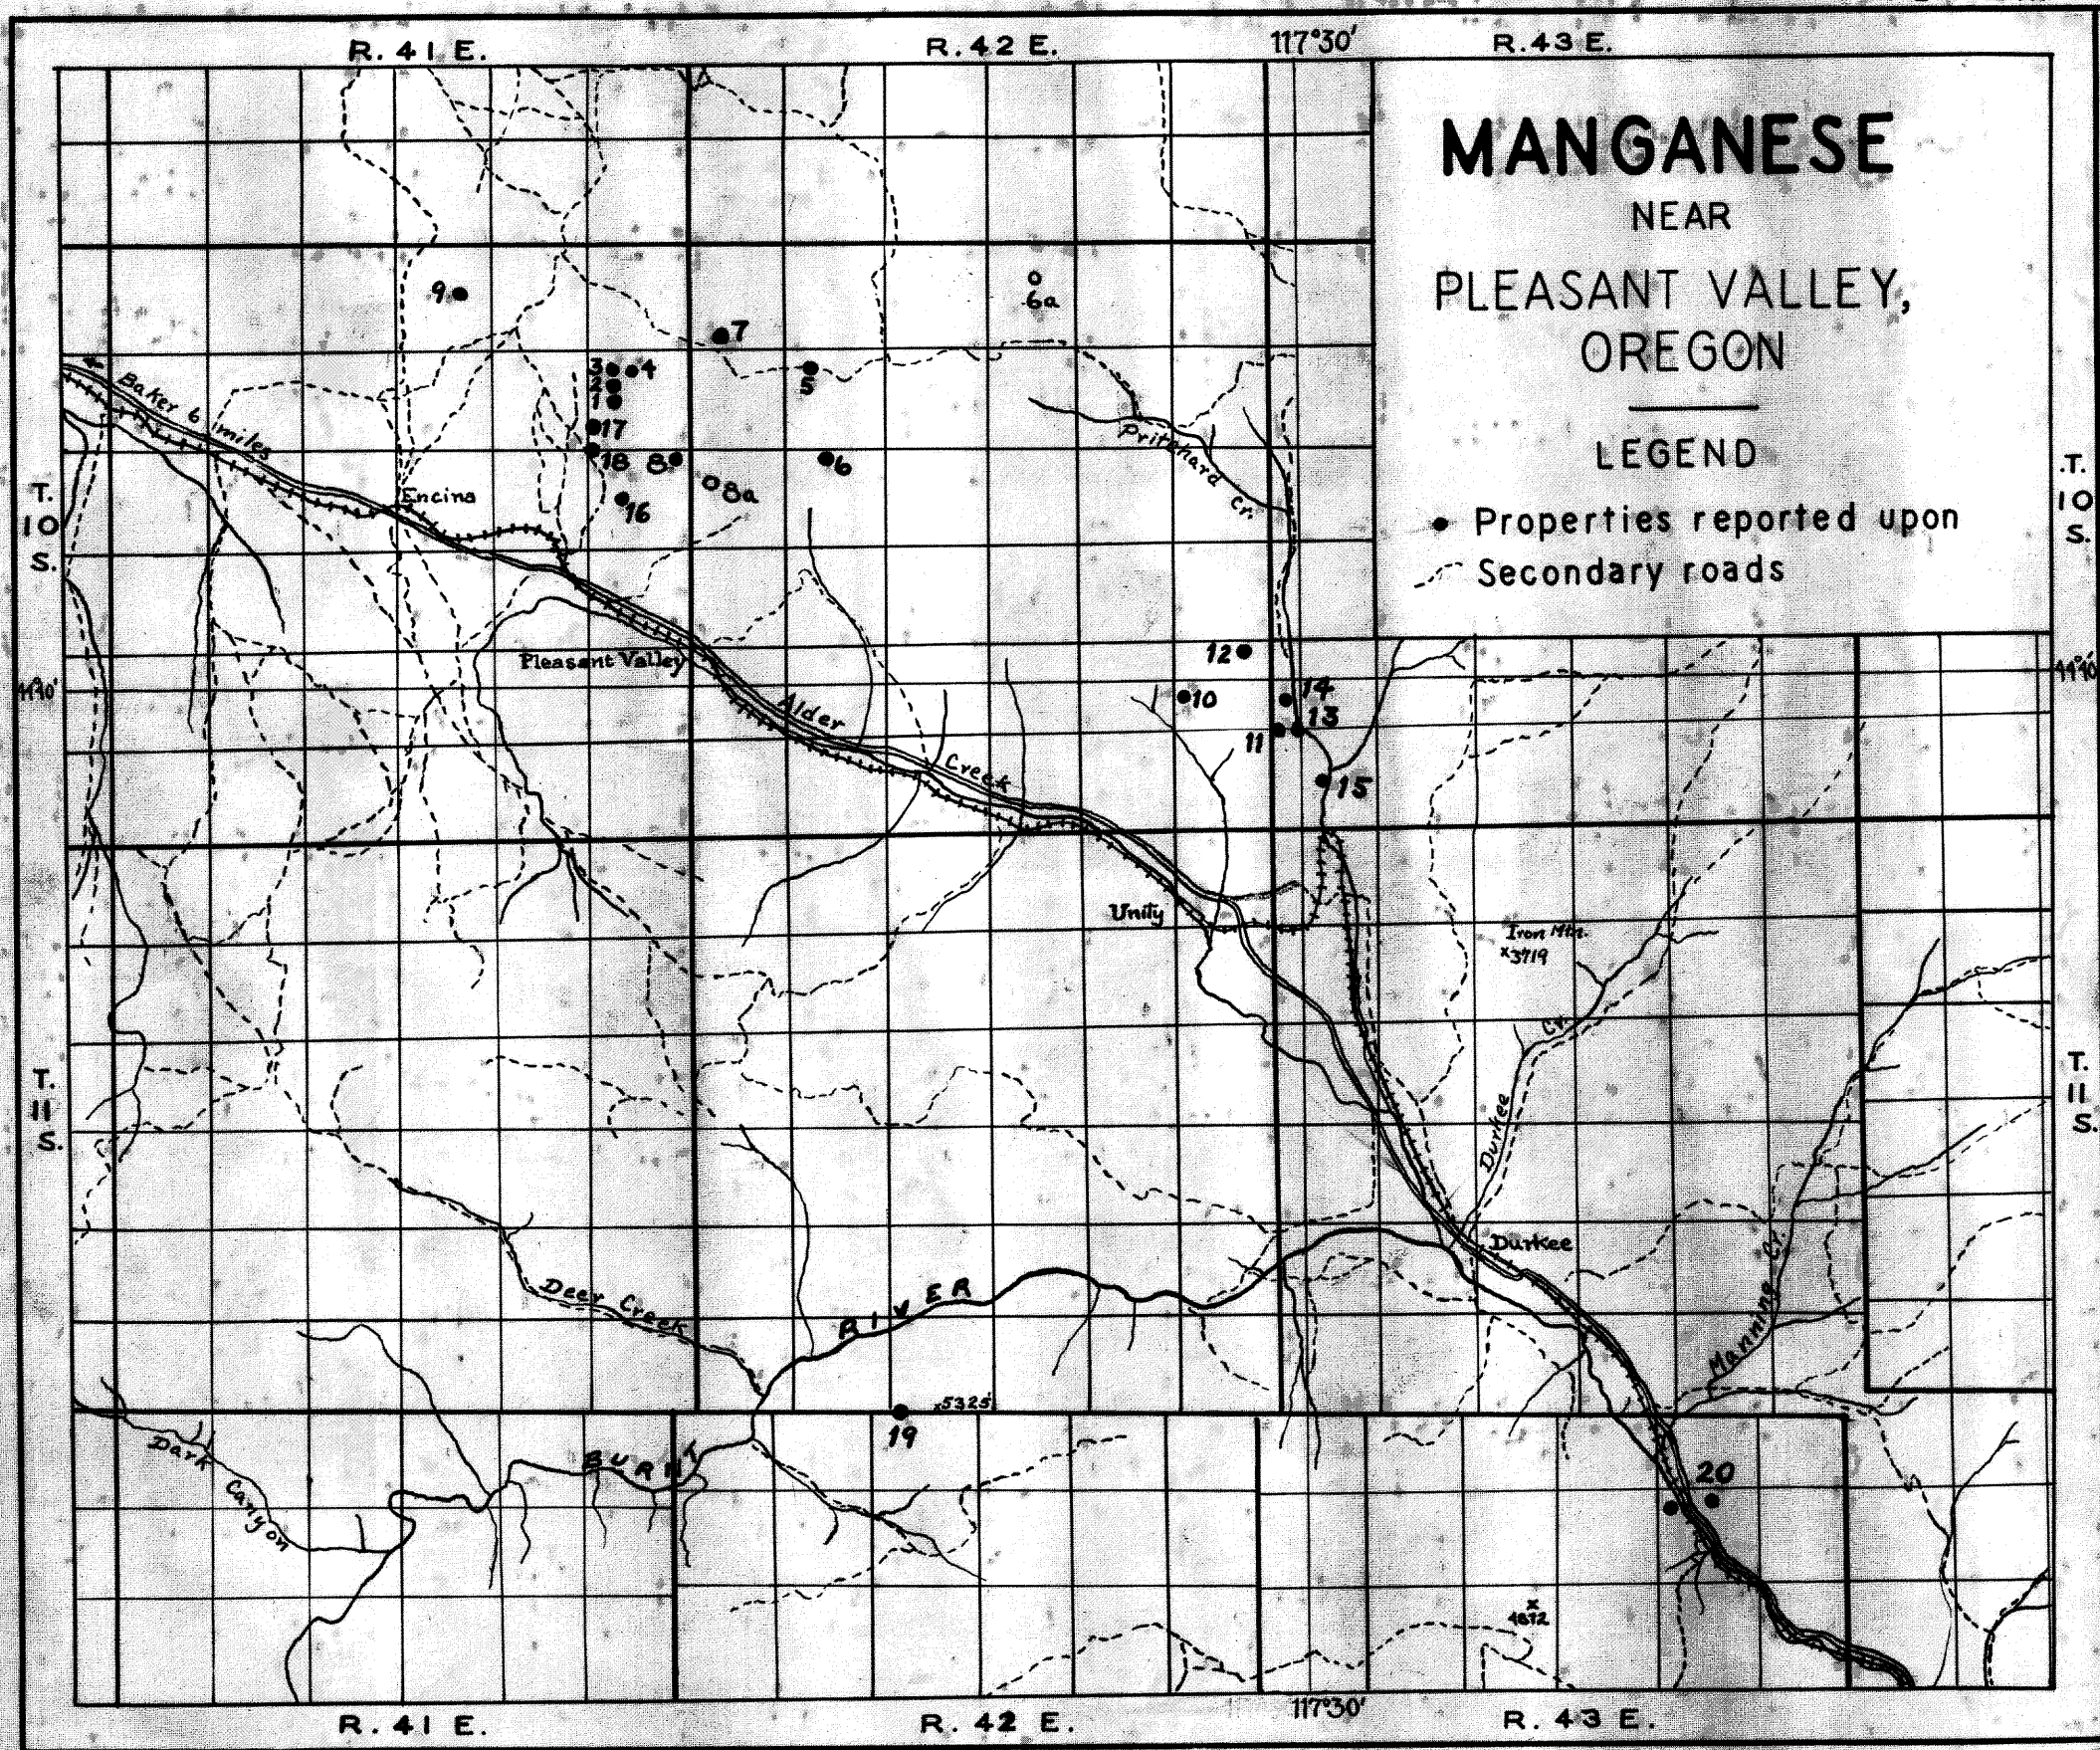 R. 41 E.
R. 42 E.
117°30'
R. 43 E.
MANGANESE
NEAR
PLEASANT VALLEY,
OREGON
LEGEND
Properties reported upon
Secondary roads
T.
10
S.
T.
10
S.
9
6a
7
3
4
2
1
5
17
18
8
8a
6
16
Baker 6 miles
Encina
Pritchard Cr.
Pleasant Valley
Alder
Creek
12
10
14
13
11
15
Unity
Iron Mtn.
x3719
T.
11
S.
T.
11
S.
Durkee
Cr.
Durkee
Manning Cr.
Deer Creek
RIVER
x5325
19
BURNT
Dark
Canyon
20
x
4872
R. 41 E.
R. 42 E.
117°30'
R. 43 E.